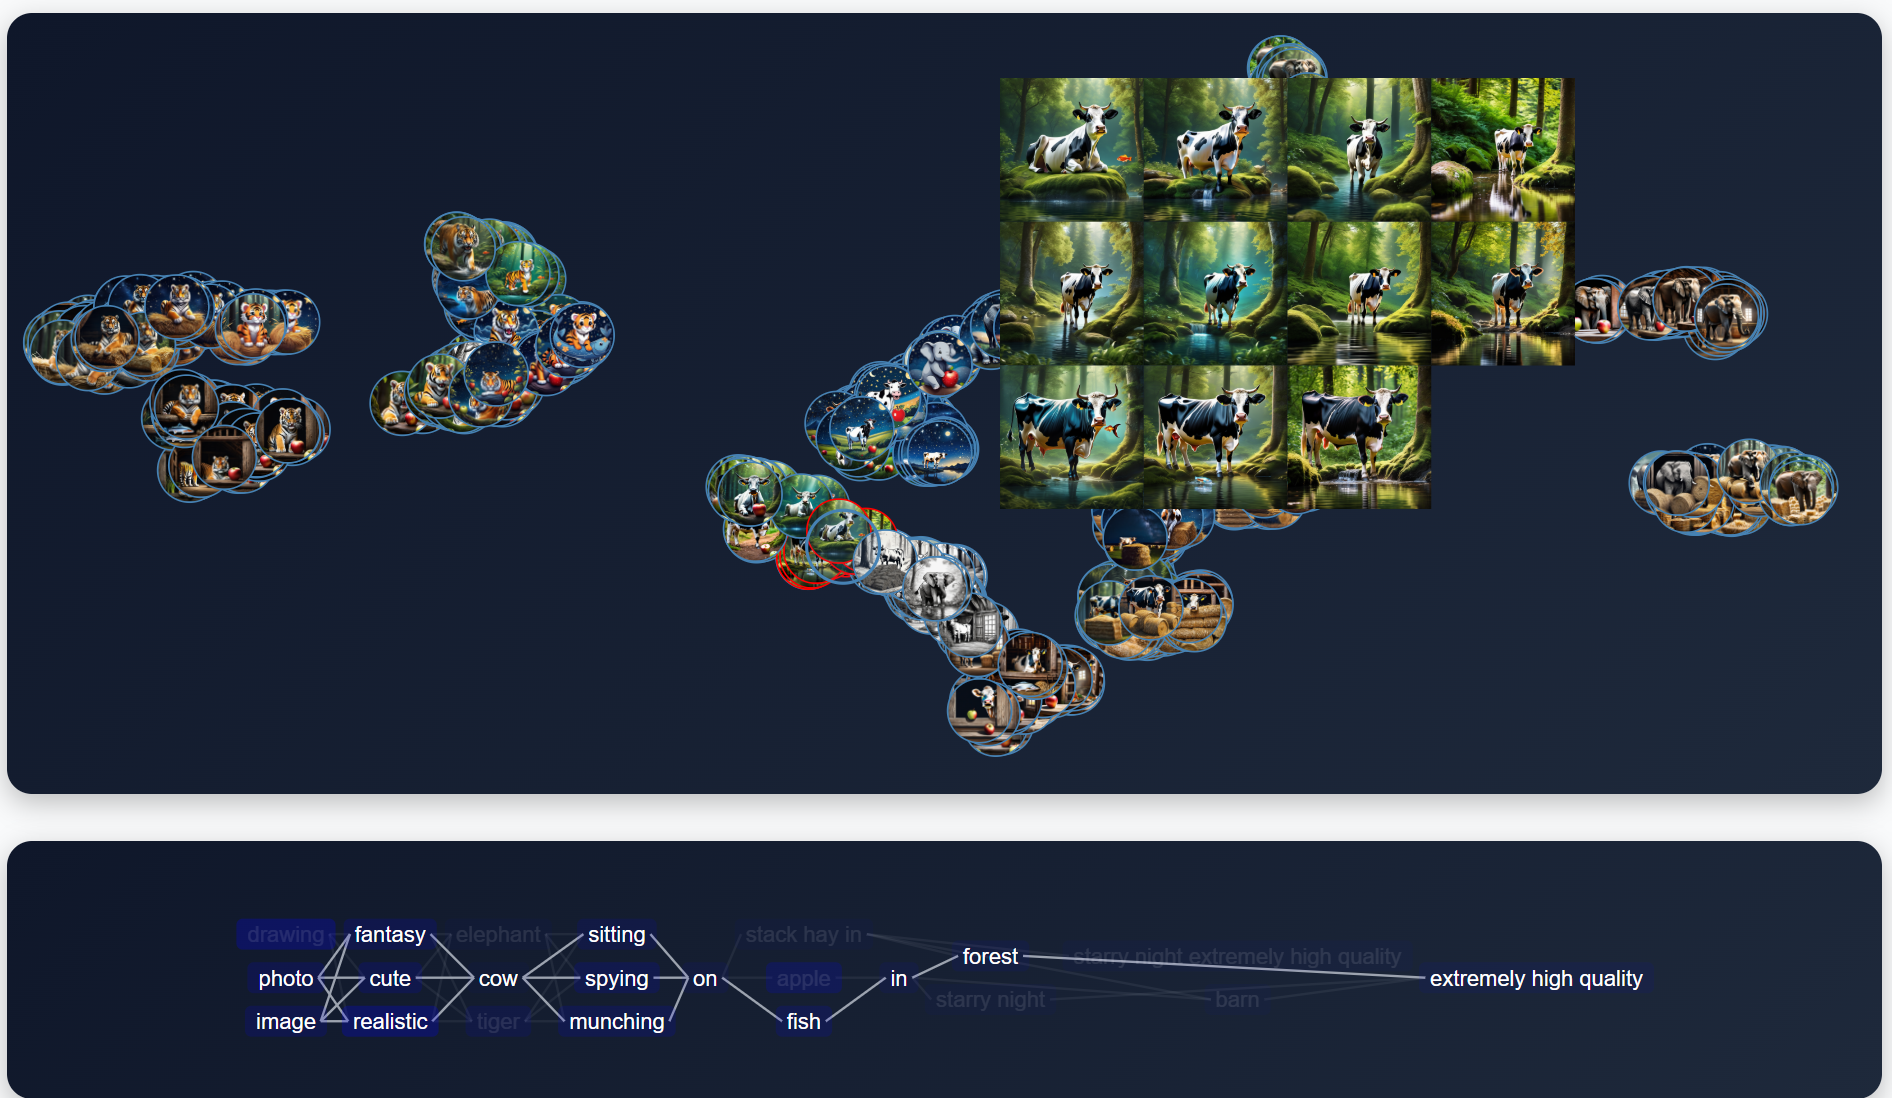 drawing fantasy elephant sitting stack hay in
forest starry night extremely high quality
photo cute cow spying on apple in extremely high quality
starry night barn
image realistic tiger munching fish